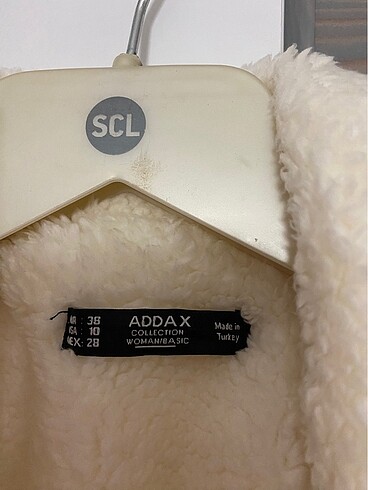 SCL
38
10
28
ADDAX
COLLECTION
WOMAN/BASIC
Made in
Turkey